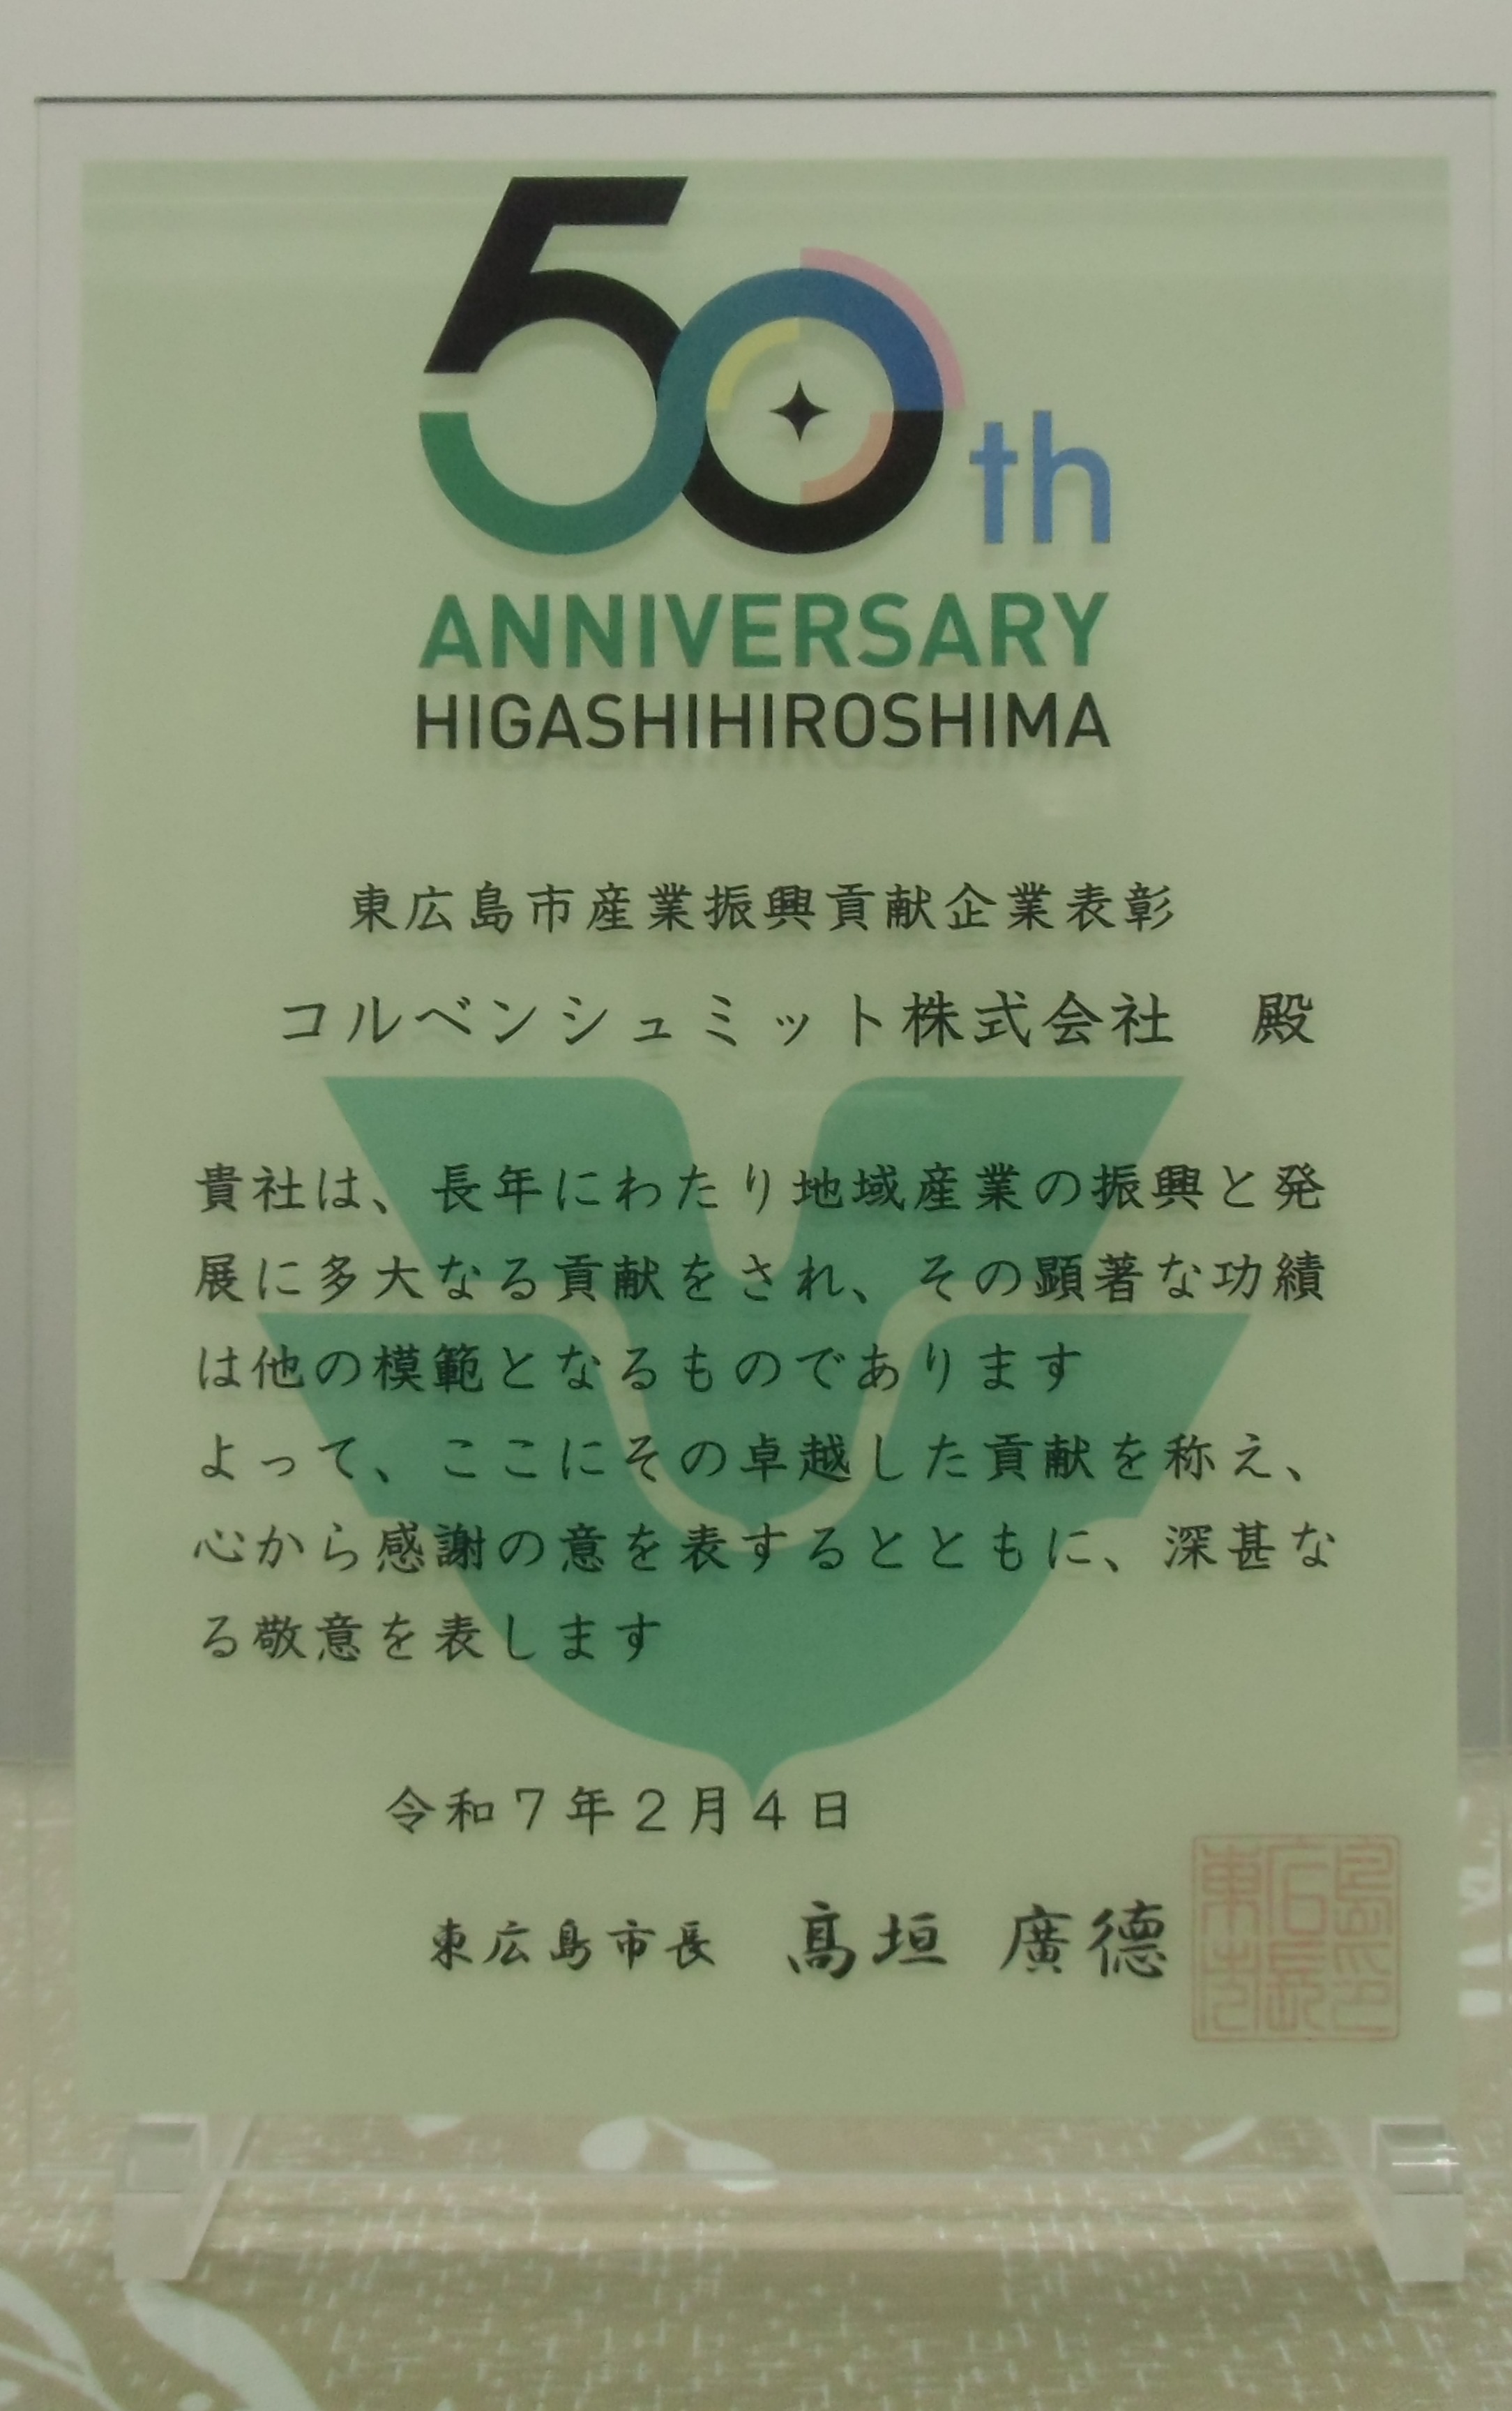 50th
ANNIVERSARY
HIGASHIHIROSHIMA
東広島市産業振興貢献企業表彰
コルベンシュミット株式会社　殿
貴社は、長年にわたり地域産業の振興と発
展に多大なる貢献をされ、その顕著な功績
は他の模範となるものであります
よって、ここにその卓越した貢献を称え、
心から感謝の意を表するとともに、深甚な
る敬意を表します
令和７年２月４日
東広島市長　髙垣 廣德
東広島市長印